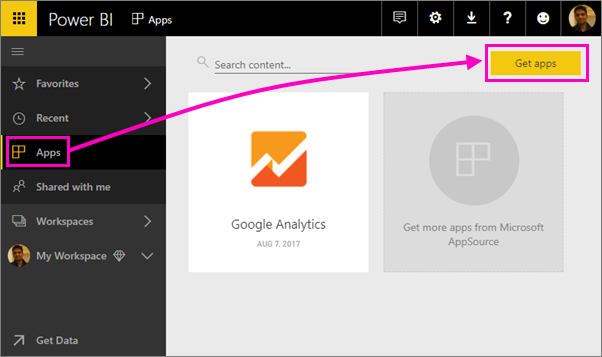 Power BI Apps
Favorites
Recent
Apps
Shared with me
Workspaces
My Workspace
Get Data
Search content...
Get apps
Google Analytics
AUG 7, 2017
Get more apps from Microsoft
AppSource